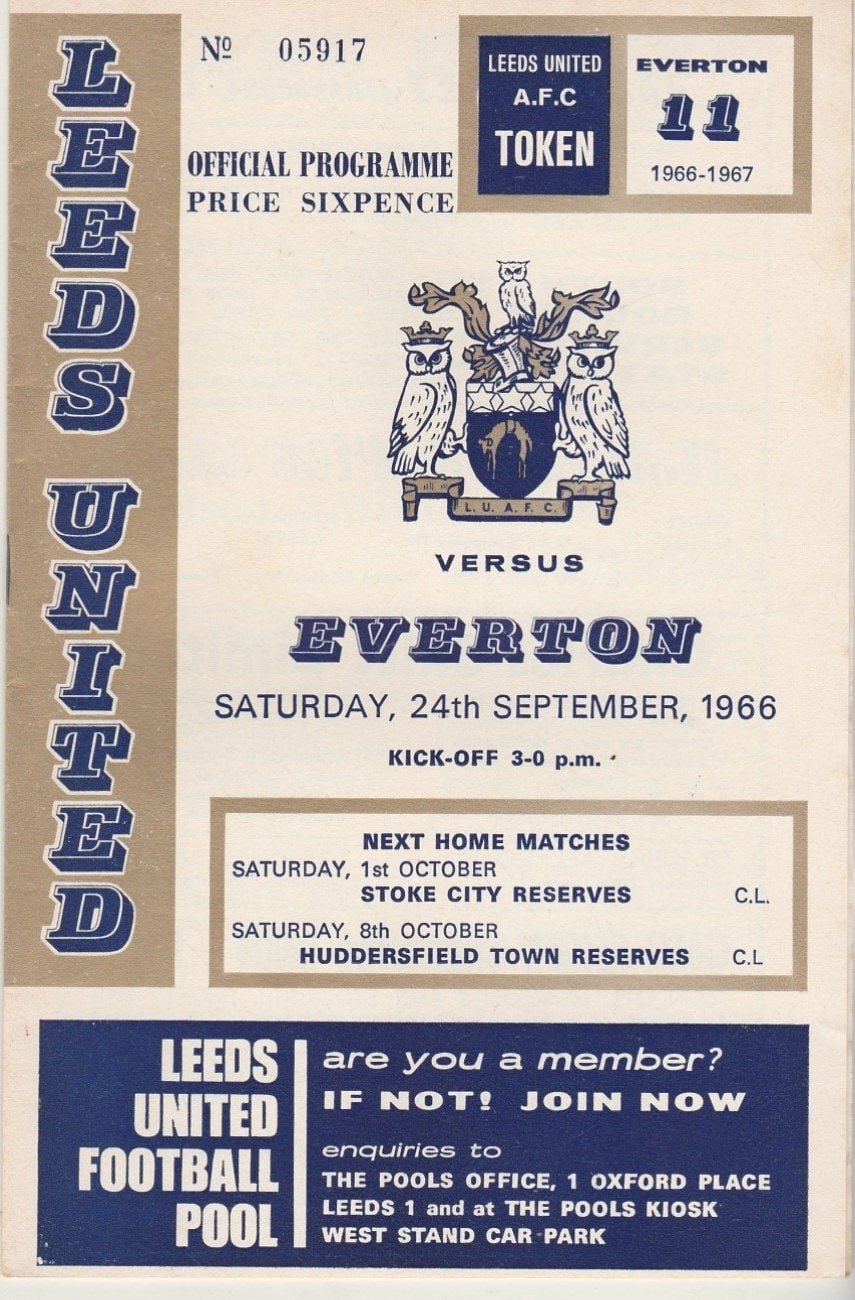 LEEDS UNITED
Nº 05917
OFFICIAL PROGRAMME
PRICE SIXPENCE
LEEDS UNITED
A.F.C
TOKEN
EVERTON
11
1966-1967
L. U. A. F. C.
VERSUS
EVERTON
SATURDAY, 24th SEPTEMBER, 1966
KICK-OFF 3-0 p.m.
NEXT HOME MATCHES
SATURDAY, 1st OCTOBER
STOKE CITY RESERVES C.L.
SATURDAY, 8th OCTOBER
HUDDERSFIELD TOWN RESERVES C.L
LEEDS
UNITED
FOOTBALL
POOL
are you a member?
IF NOT! JOIN NOW
enquiries to
THE POOLS OFFICE, 1 OXFORD PLACE
LEEDS 1 and at THE POOLS KIOSK
WEST STAND CAR PARK